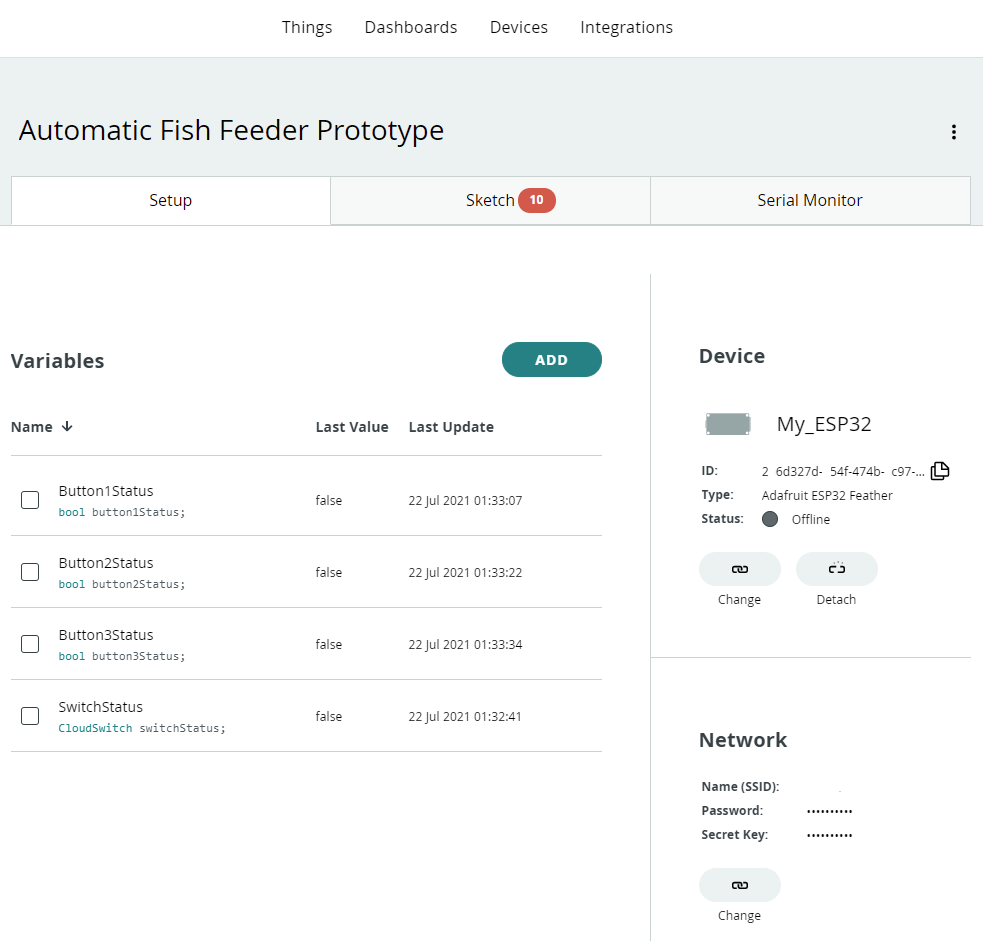 Things Dashboards Devices Integrations
Automatic Fish Feeder Prototype
Setup Sketch 10 Serial Monitor
Variables ADD
Name Last Value Last Update
Button1Status
bool button1Status; false 22 Jul 2021 01:33:07
Button2Status
bool button2Status; false 22 Jul 2021 01:33:22
Button3Status
bool button3Status; false 22 Jul 2021 01:33:34
SwitchStatus
CloudSwitch switchStatus; false 22 Jul 2021 01:32:41
Device
My_ESP32
ID: 2 6d327d- 54f-474b- c97-...
Type: Adafruit ESP32 Feather
Status: Offline
Change Detach
Network
Name (SSID):
Password: ••••••••••
Secret Key: ••••••••••
Change